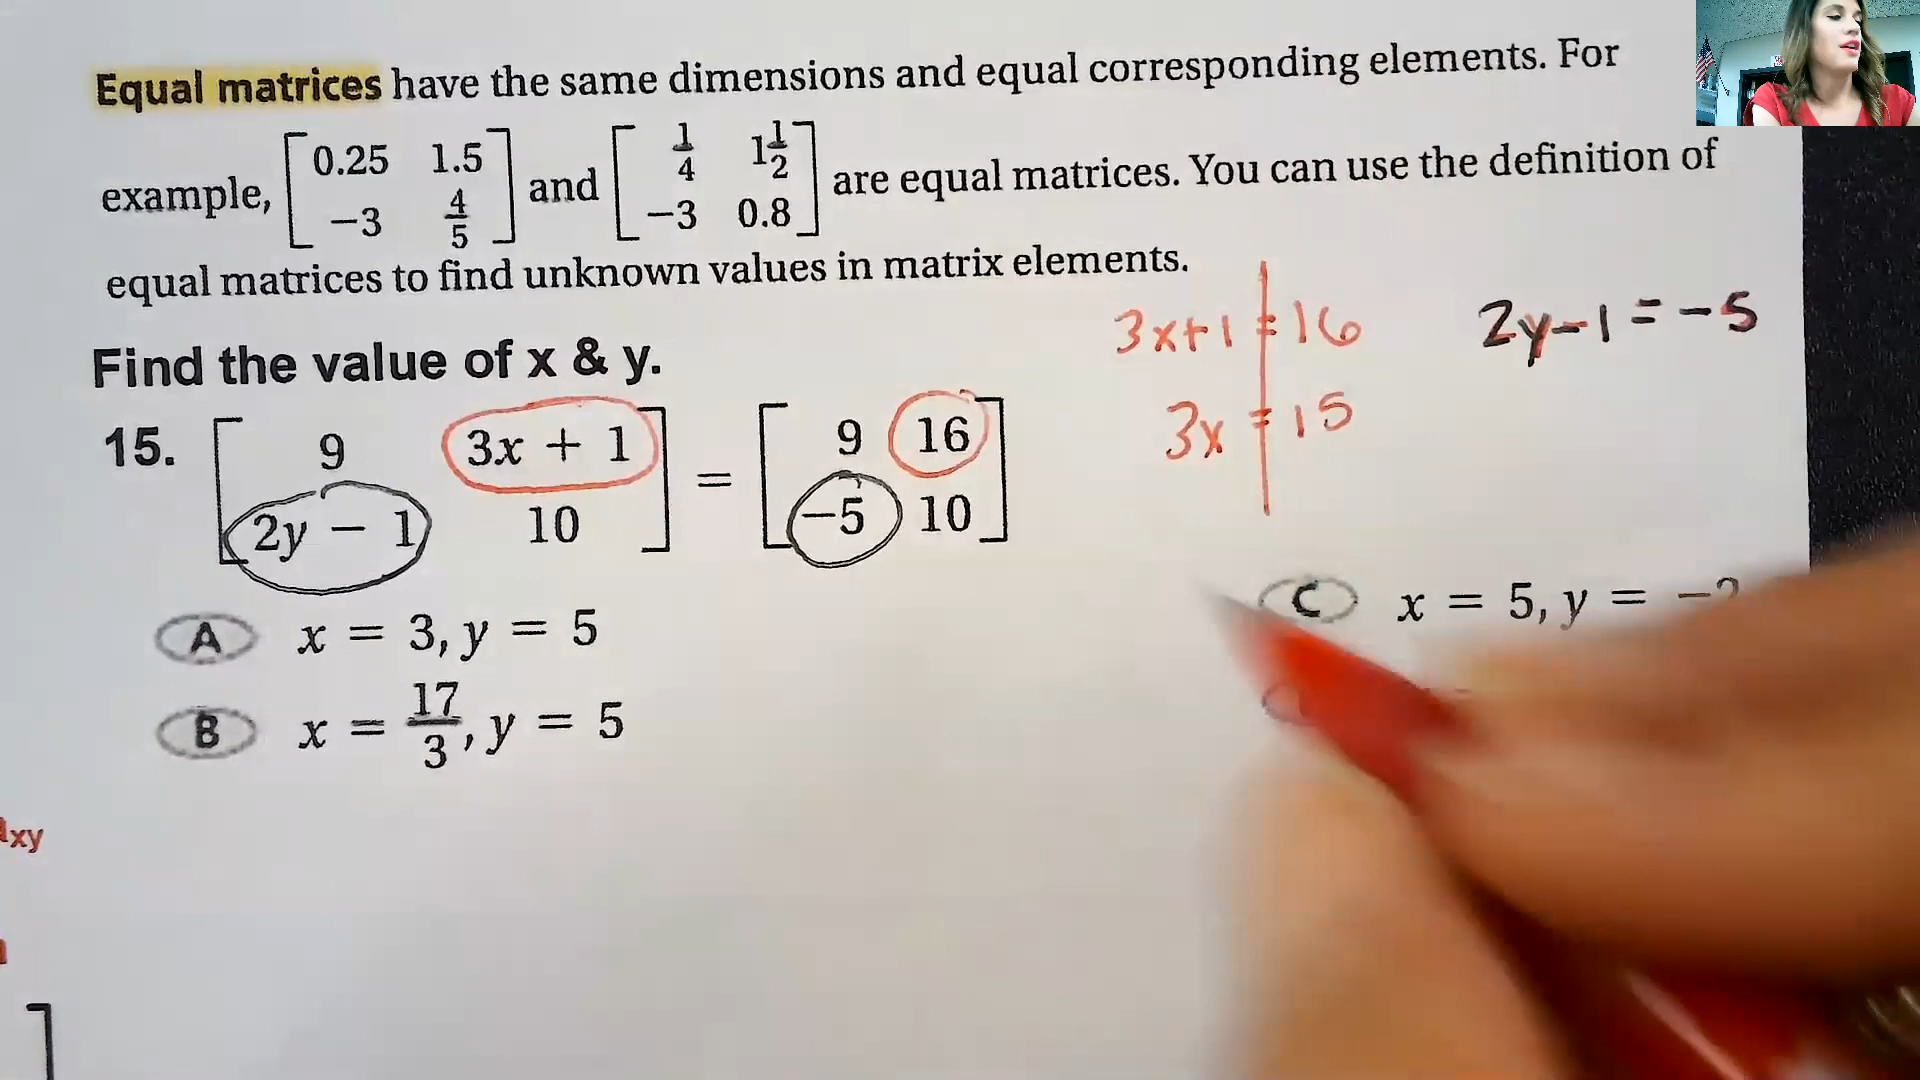 Equal matrices have the same dimensions and equal corresponding elements. For
example, [0.25 1.5 −3 4/5] and [1/4 1 1/2 −3 0.8] are equal matrices. You can use the definition of
equal matrices to find unknown values in matrix elements.
3x+1 = 16
2y−1 = −5
Find the value of x & y.
3x = 15
15. [9 3x + 1 2y − 1 10] = [9 16 −5 10]
A x = 3, y = 5
C x = 5, y =
B x = 17/3, y = 5
xy